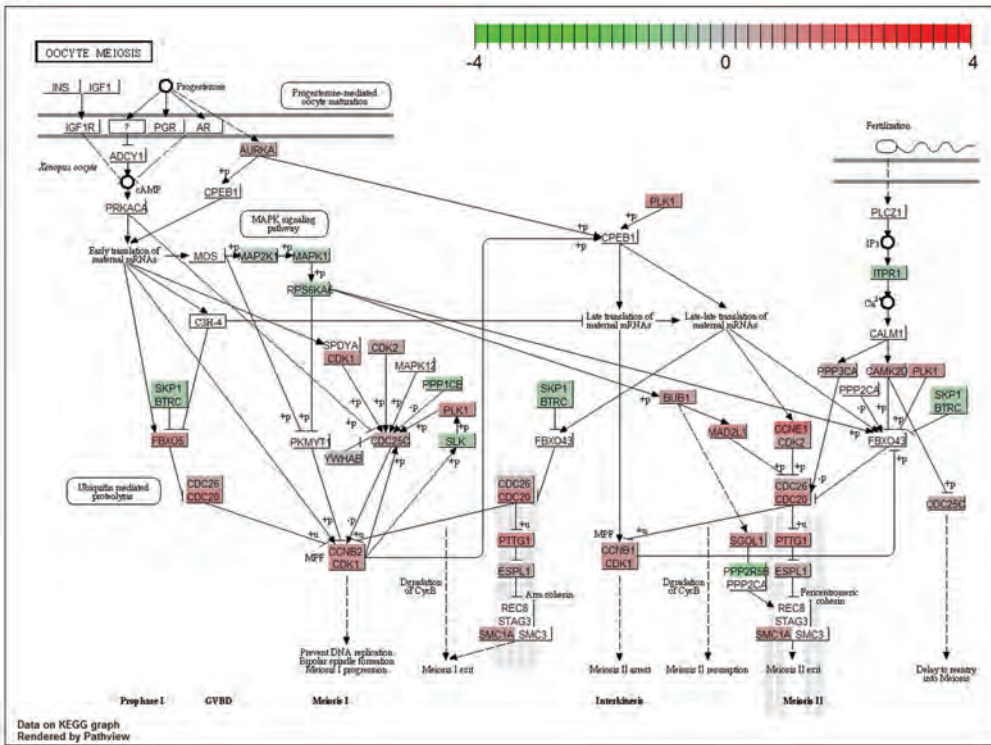 OOCYTE MEIOSIS
-4 0 4
INS IGF1
Progesterone
Progesterone-mediated
oocyte maturation
IGF1R ? PGR AR
Fertilization
AURKA
ADCY1
Xenopus oocyte
+p
cAMP
CPEB1
PRKACA
PLK1
PLCZ1
MAPK signaling
pathway
+p
CPEB1
+p
+p
IP3
Early translation of
maternal mRNAs
MOS
+p
MAP2K1
+p
MAPK1
ITPR1
+p
RPS6KA6
Ca2+
C3H-4
Late translation of
maternal mRNAs
Late-late translation of
maternal mRNAs
CALM1
SPDYA
CDK1
CDK2
MAPK12
PPP3CA
CAMK2D
PLK1
SKP1
BTRC
PPP1CB
SKP1
BTRC
PPP2CA
SKP1
BTRC
BUB1
PLK1
FBXO5
PKMYT1
CDC25C
SLK
FBXO43
MAD2L1
CCNE1
CDK2
FBXO43
YWHAB
Ubiquitin mediated
proteolysis
CDC26
CDC20
CDC26
CDC20
CDC26
CDC20
CDC25C
+u
+u
MPF
CCNB2
CDK1
PTTG1
MPF
CCNB1
CDK1
SGOL1
PTTG1
ESPL1
PPP2R5B
PPP2CA
ESPL1
Dgradation
of CycB
Arm cohesin
Dgradation
of CycB
Pericentromeric
cohesin
REC8
STAG3
SMC1A SMC3
REC8
STAG3
SMC1A SMC3
Prevent DNA replication
Bipolar spindle formation
Meiosis I progression
Meiosis I exit
Meiosis II arrest
Meiosis II resumption
Meiosis II exit
Delay to reentry
into Meiosis
Prophase I GVBD Meiosis I Interkinesis Meiosis II
Data on KEGG graph
Rendered by Pathview